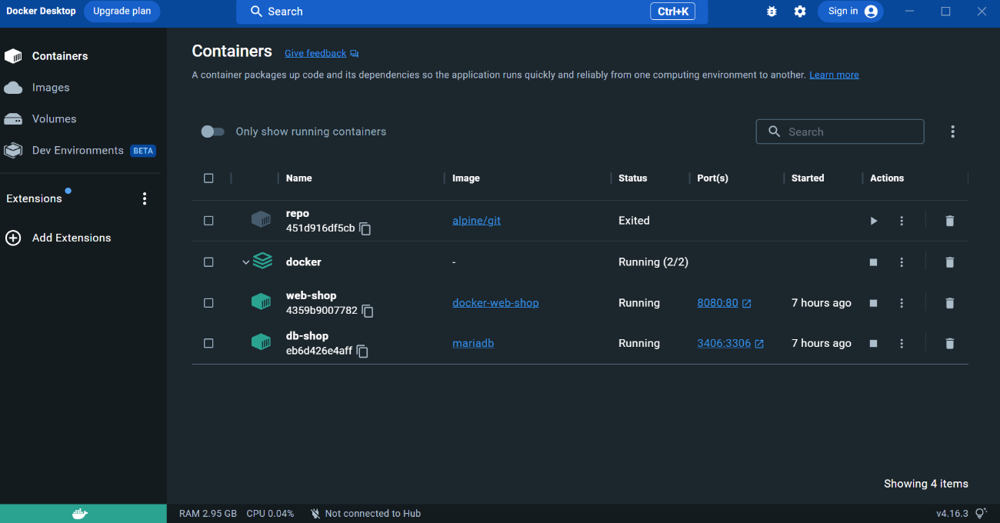 Docker Desktop Upgrade plan Search Ctrl+K Sign in
Containers
Images
Volumes
Dev Environments BETA
Extensions
Add Extensions
Containers Give feedback
A container packages up code and its dependencies so the application runs quickly and reliably from one computing environment to another. Learn more
Only show running containers Search
Name Image Status Port(s) Started Actions
repo
451d916df5cb alpine/git Exited
docker - Running (2/2)
web-shop
4359b9007782 docker-web-shop Running 8080:80 7 hours ago
db-shop
eb6d426e4aff mariadb Running 3406:3306 7 hours ago
Showing 4 items
RAM 2.95 GB CPU 0.04% Not connected to Hub v4.16.3